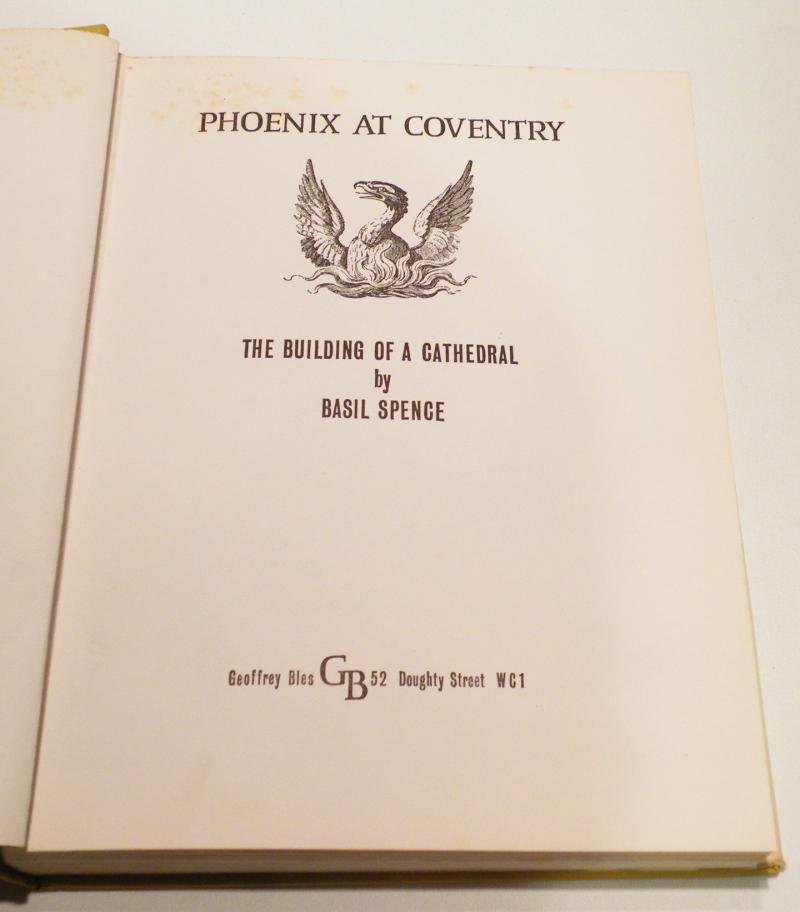 PHOENIX AT COVENTRY
THE BUILDING OF A CATHEDRAL
by
BASIL SPENCE
Geoffrey Bles GB 52 Doughty Street WC1